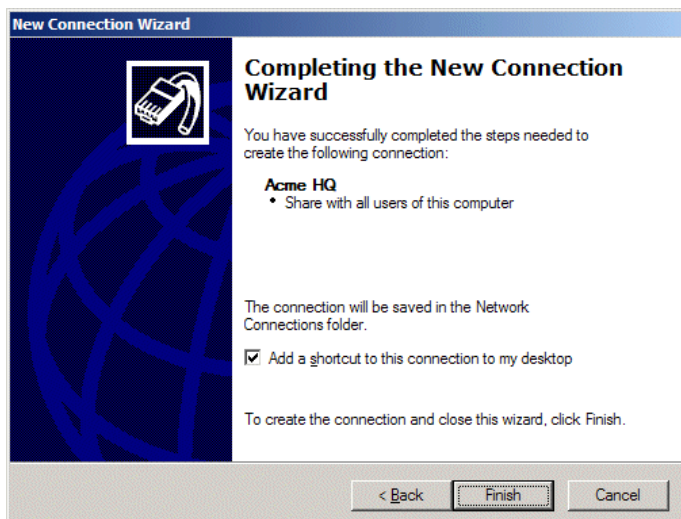 New Connection Wizard
Completing the New Connection
Wizard
You have successfully completed the steps needed to
create the following connection:
Acme HQ
• Share with all users of this computer
The connection will be saved in the Network
Connections folder.
Add a shortcut to this connection to my desktop
To create the connection and close this wizard, click Finish.
< Back Finish Cancel